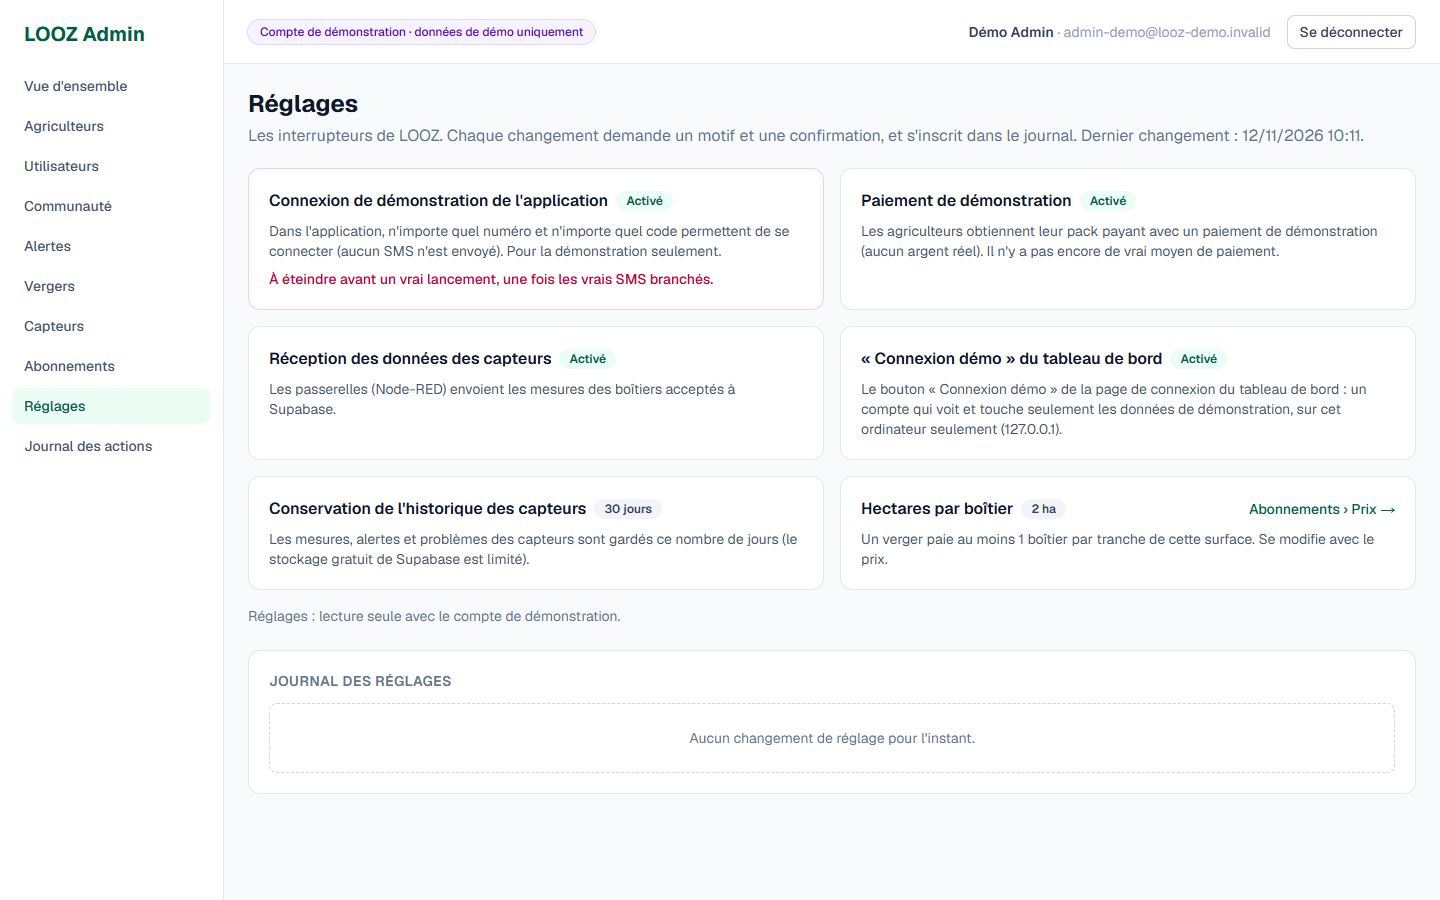 LOOZ Admin
Compte de démonstration · données de démo uniquement
Démo Admin · admin-demo@looz-demo.invalid
Se déconnecter
Vue d'ensemble
Agriculteurs
Utilisateurs
Communauté
Alertes
Vergers
Capteurs
Abonnements
Réglages
Journal des actions
Réglages
Les interrupteurs de LOOZ. Chaque changement demande un motif et une confirmation, et s'inscrit dans le journal. Dernier changement : 12/11/2026 10:11.
Connexion de démonstration de l'application Activé
Dans l'application, n'importe quel numéro et n'importe quel code permettent de se
connecter (aucun SMS n'est envoyé). Pour la démonstration seulement.
À éteindre avant un vrai lancement, une fois les vrais SMS branchés.
Paiement de démonstration Activé
Les agriculteurs obtiennent leur pack payant avec un paiement de démonstration
(aucun argent réel). Il n'y a pas encore de vrai moyen de paiement.
Réception des données des capteurs Activé
Les passerelles (Node-RED) envoient les mesures des boîtiers acceptés à
Supabase.
« Connexion démo » du tableau de bord Activé
Le bouton « Connexion démo » de la page de connexion du tableau de bord : un
compte qui voit et touche seulement les données de démonstration, sur cet
ordinateur seulement (127.0.0.1).
Conservation de l'historique des capteurs 30 jours
Les mesures, alertes et problèmes des capteurs sont gardés ce nombre de jours (le
stockage gratuit de Supabase est limité).
Hectares par boîtier 2 ha Abonnements › Prix →
Un verger paie au moins 1 boîtier par tranche de cette surface. Se modifie avec le
prix.
Réglages : lecture seule avec le compte de démonstration.
JOURNAL DES RÉGLAGES
Aucun changement de réglage pour l'instant.